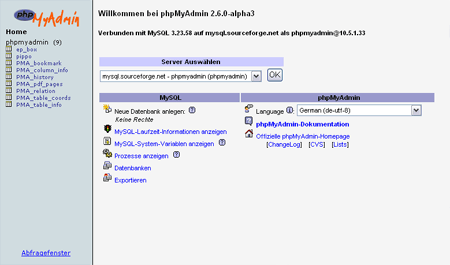 php
MyAdmin
Home
phpmyadmin (9)
ep_box
pippo
PMA_bookmark
PMA_column_info
PMA_history
PMA_pdf_pages
PMA_relation
PMA_table_coords
PMA_table_info
Abfragefenster
Willkommen bei phpMyAdmin 2.6.0-alpha3
Verbunden mit MySQL 3.23.58 auf mysql.sourceforge.net als phpmyadmin@10.5.1.33
Server Auswählen
mysql.sourceforge.net - phpmyadmin (phpmyadmin) OK
MySQL
Neue Datenbank anlegen:
Keine Rechte
MySQL-Laufzeit-Informationen anzeigen
MySQL-System-Variablen anzeigen
Prozesse anzeigen
Datenbanken
Exportieren
phpMyAdmin
Language German (de-utf-8)
phpMyAdmin-Dokumentation
Offizielle phpMyAdmin-Homepage
[ChangeLog] [CVS] [Lists]